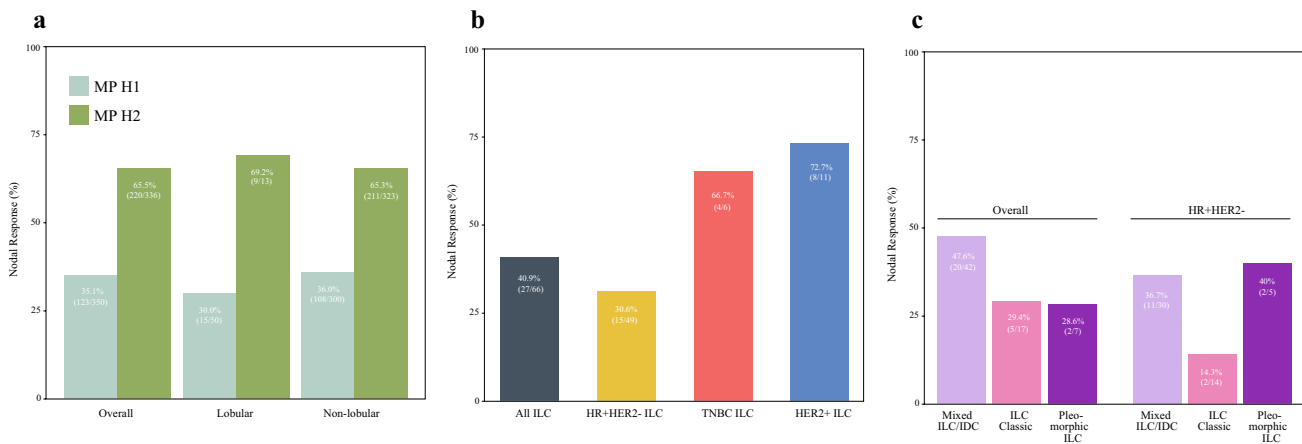 a
100
75
50
25
0
Nodal Response (%)
MP H1
MP H2
35.1%
(123/350)
65.5%
(220/336)
30.0%
(15/50)
69.2%
(9/13)
36.0%
(108/300)
65.3%
(211/323)
Overall
Lobular
Non-lobular
b
100
75
50
25
0
Nodal Response (%)
40.9%
(27/66)
30.6%
(15/49)
66.7%
(4/6)
72.7%
(8/11)
All ILC
HR+HER2- ILC
TNBC ILC
HER2+ ILC
c
100
75
50
25
0
Nodal Response (%)
Overall
HR+HER2-
47.6%
(20/42)
29.4%
(5/17)
28.6%
(2/7)
36.7%
(11/30)
14.3%
(2/14)
40%
(2/5)
Mixed
ILC/IDC
ILC
Classic
Pleo-
morphic
ILC
Mixed
ILC/IDC
ILC
Classic
Pleo-
morphic
ILC